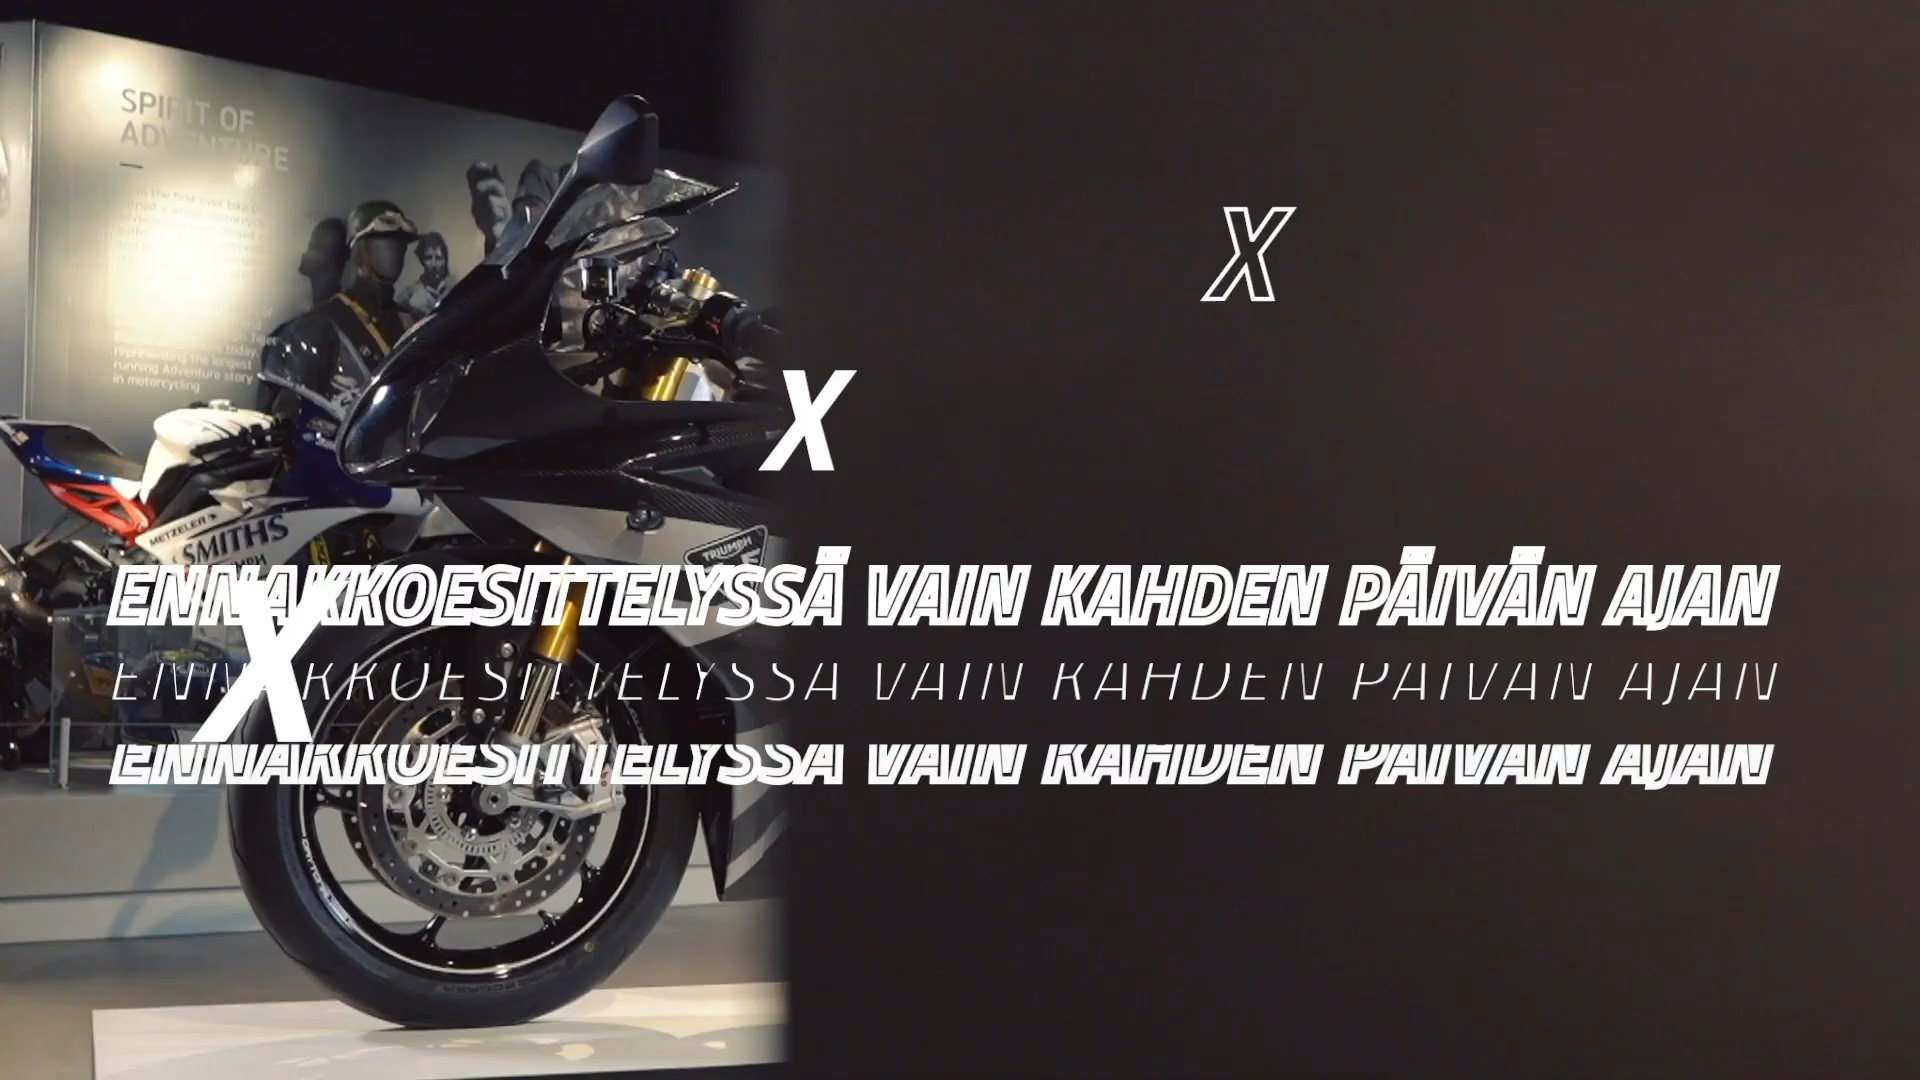 SPIRIT OF
ADVENTURE
representing the longest
running Adventure story
in motorcycling
X
X
METZELER
SMITHS
TRIUMPH
ENNAKKOESITTELYSSÄ VAIN KAHDEN PÄIVÄN AJAN
X
ENNAKKOESITTELYSSÄ VAIN KAHDEN PÄIVÄN AJAN
ENNAKKOESITTELYSSÄ VAIN KAHDEN PÄIVÄN AJAN